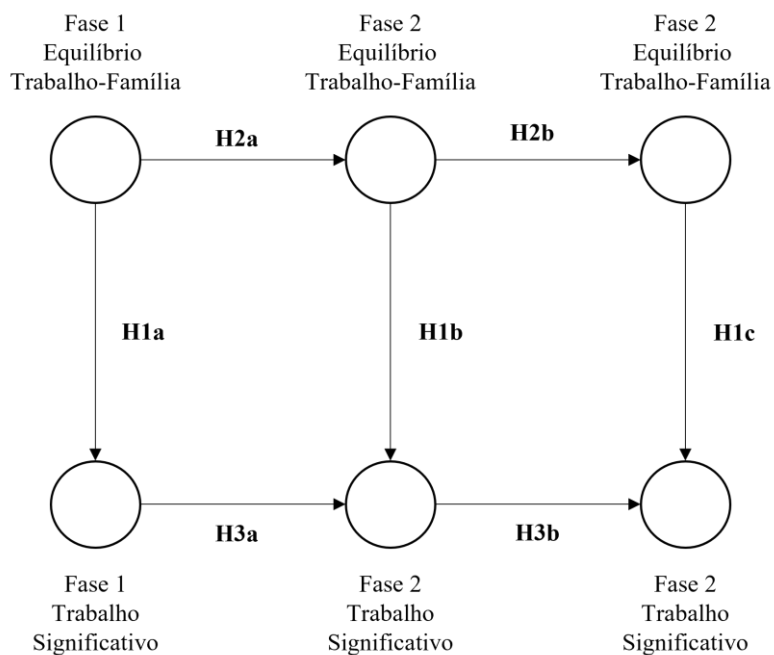 Fase 1
Equilíbrio
Trabalho-Família
Fase 2
Equilíbrio
Trabalho-Família
Fase 2
Equilíbrio
Trabalho-Família
H2a
H2b
H1a
H1b
H1c
H3a
H3b
Fase 1
Trabalho
Significativo
Fase 2
Trabalho
Significativo
Fase 2
Trabalho
Significativo